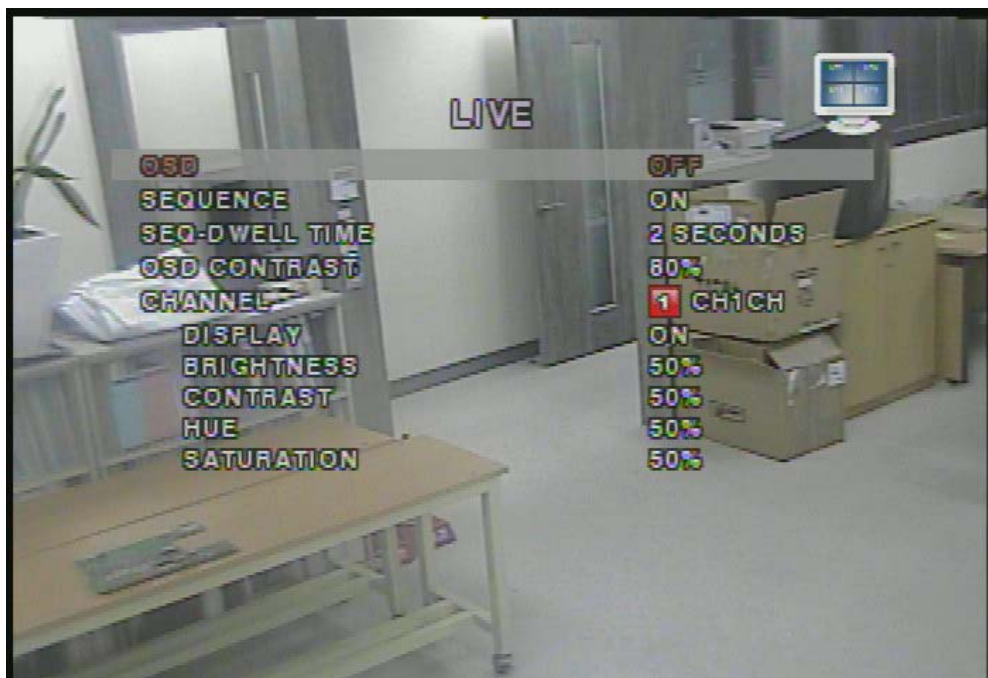 LIVE
OSD OFF
SEQUENCE ON
SEQ-DWELL TIME 2 SECONDS
OSD CONTRAST 80%
CHANNEL 1 CH1CH
DISPLAY ON
BRIGHTNESS 50%
CONTRAST 50%
HUE 50%
SATURATION 50%